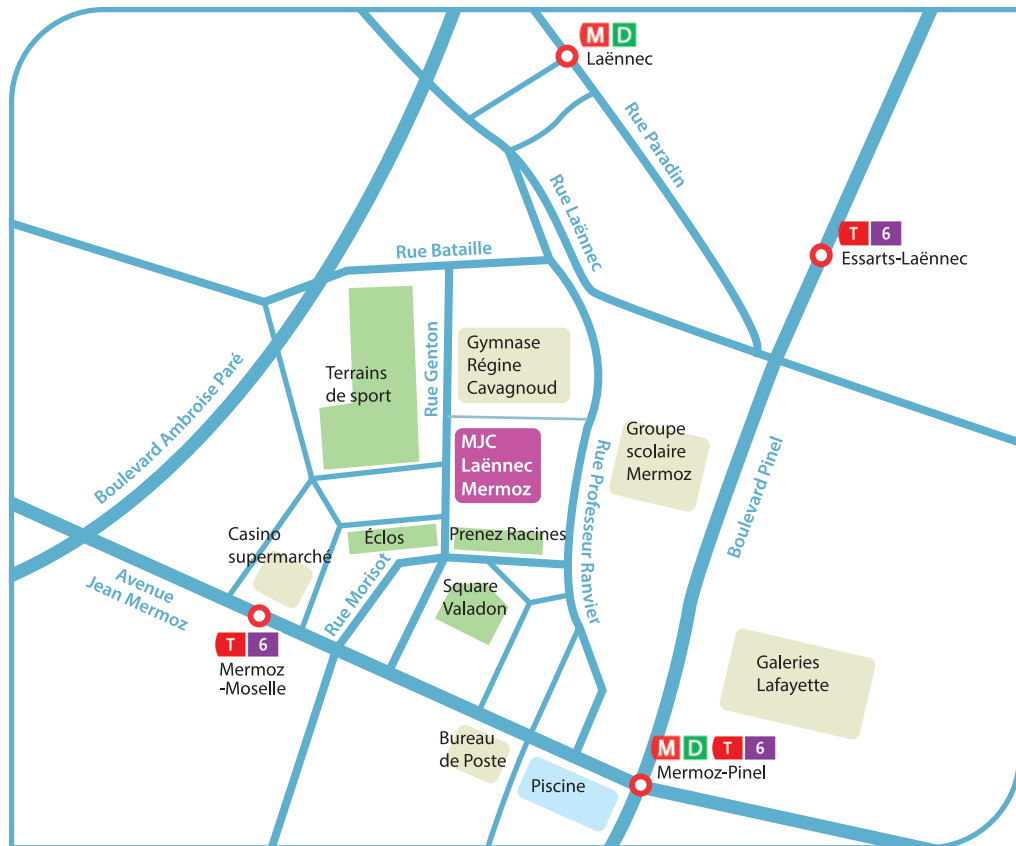 M D
Laënnec
Rue Paradin
Rue Laënnec
T 6
Essarts-Laënnec
Rue Bataille
Rue Genton
Gymnase
Régine
Cavagnoud
Terrains
de sport
Boulevard Ambroise Paré
MJC
Laënnec
Mermoz
Groupe
scolaire
Mermoz
Rue Professeur Ranvier
Boulevard Pinel
Casino
supermarché
Éclos
Prenez Racines
Avenue
Jean Mermoz
Rue Morisot
Square
Valadon
T 6
Mermoz
-Moselle
Galeries
Lafayette
Bureau
de Poste
M D T 6
Mermoz-Pinel
Piscine